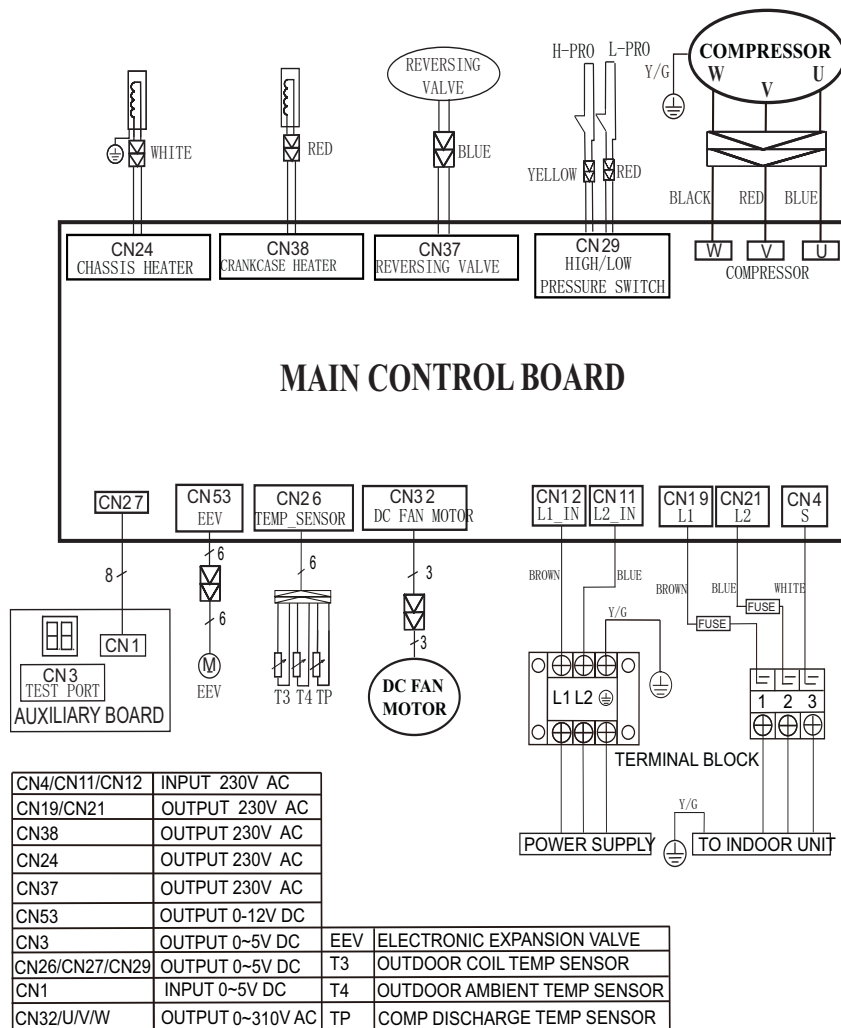 H-PRO L-PRO
REVERSING
VALVE
COMPRESSOR
W V U
Y/G
WHITE
RED
BLUE
YELLOW
RED
BLACK RED BLUE
CN24
CHASSIS HEATER
CN38
CRANKCASE HEATER
CN37
REVERSING VALVE
CN29
HIGH/LOW
PRESSURE SWITCH
W V U
COMPRESSOR
MAIN CONTROL BOARD
CN27
CN53
EEV
CN26
TEMP_SENSOR
CN32
DC FAN MOTOR
CN12
L1_IN
CN11
L2_IN
CN19
L1
CN21
L2
CN4
S
8
6
6
6
3
3
BROWN
BLUE
BROWN
BLUE
WHITE
Y/G
FUSE
FUSE
CN1
CN3
TEST PORT
AUXILIARY BOARD
M
EEV
T3 T4 TP
DC FAN
MOTOR
L1 L2
1 2 3
TERMINAL BLOCK
Y/G
POWER SUPPLY
TO INDOOR UNIT
CN4/CN11/CN12 INPUT 230V AC
CN19/CN21 OUTPUT 230V AC
CN38 OUTPUT 230V AC
CN24 OUTPUT 230V AC
CN37 OUTPUT 230V AC
CN53 OUTPUT 0-12V DC
CN3 OUTPUT 0~5V DC EEV ELECTRONIC EXPANSION VALVE
CN26/CN27/CN29 OUTPUT 0~5V DC T3 OUTDOOR COIL TEMP SENSOR
CN1 INPUT 0~5V DC T4 OUTDOOR AMBIENT TEMP SENSOR
CN32/U/V/W OUTPUT 0~310V AC TP COMP DISCHARGE TEMP SENSOR